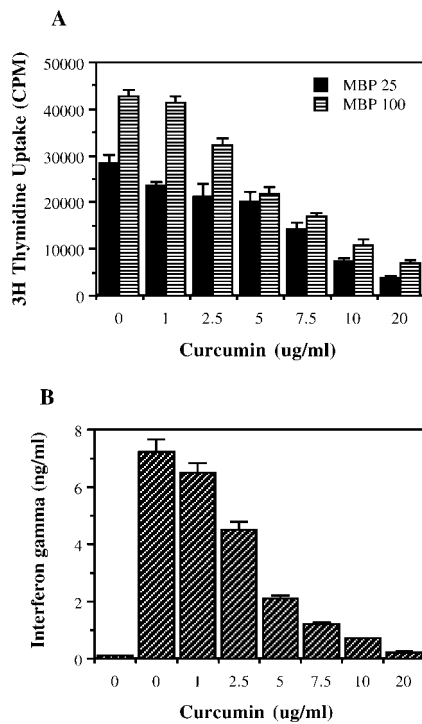 A
3H Thymidine Uptake (CPM)
50000
40000
30000
20000
10000
0
MBP 25
MBP 100
0 1 2.5 5 7.5 10 20
Curcumin (ug/ml)
B
Interferon gamma (ng/ml)
8
6
4
2
0
0 0 1 2.5 5 7.5 10 20
Curcumin (ug/ml)